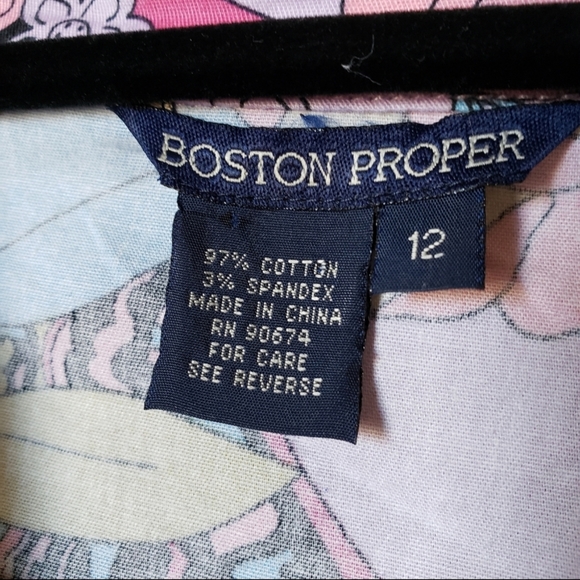 BOSTON PROPER
12
97% COTTON
3% SPANDEX
MADE IN CHINA
RN 90674
FOR CARE
SEE REVERSE